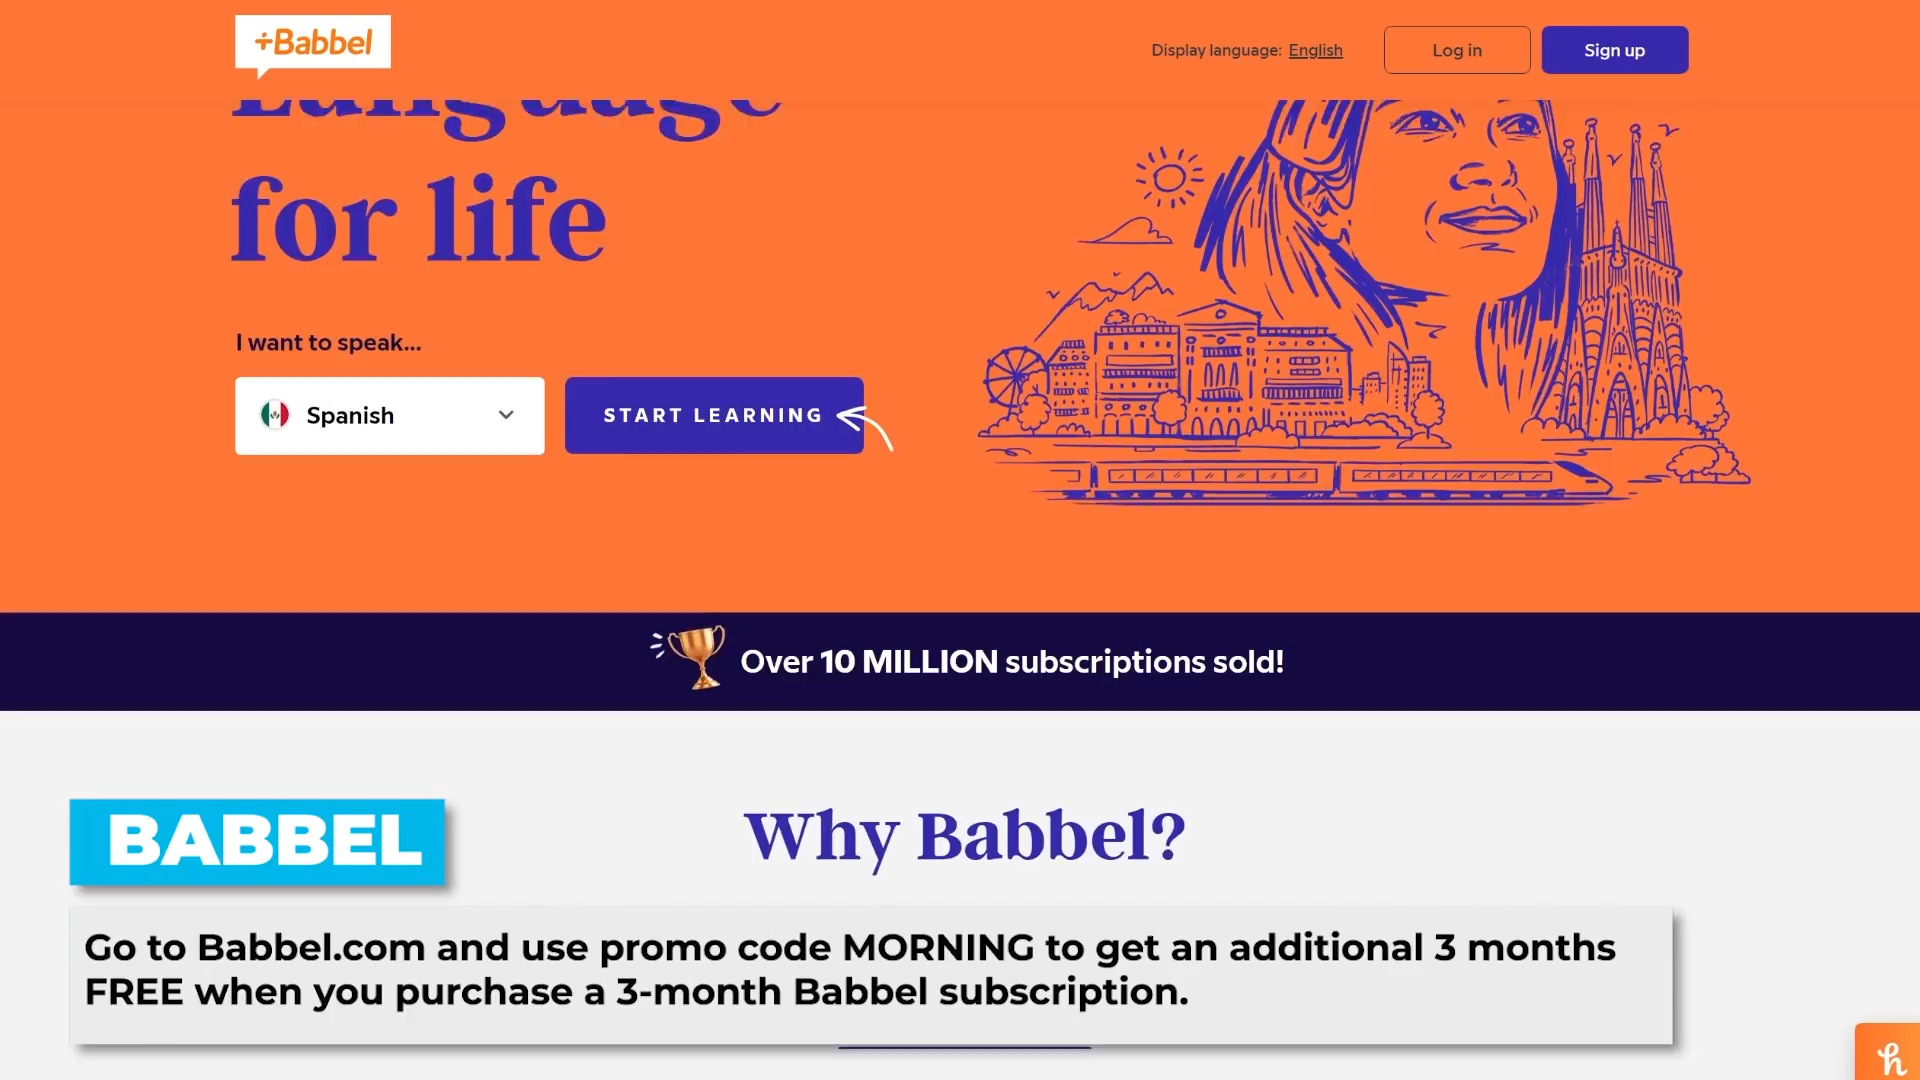 +Babbel
Display language: English
Log in
Sign up
Language
for life
I want to speak...
Spanish
START LEARNING
Over 10 MILLION subscriptions sold!
Why Babbel?
BABBEL
Go to Babbel.com and use promo code MORNING to get an additional 3 months
FREE when you purchase a 3-month Babbel subscription.
h